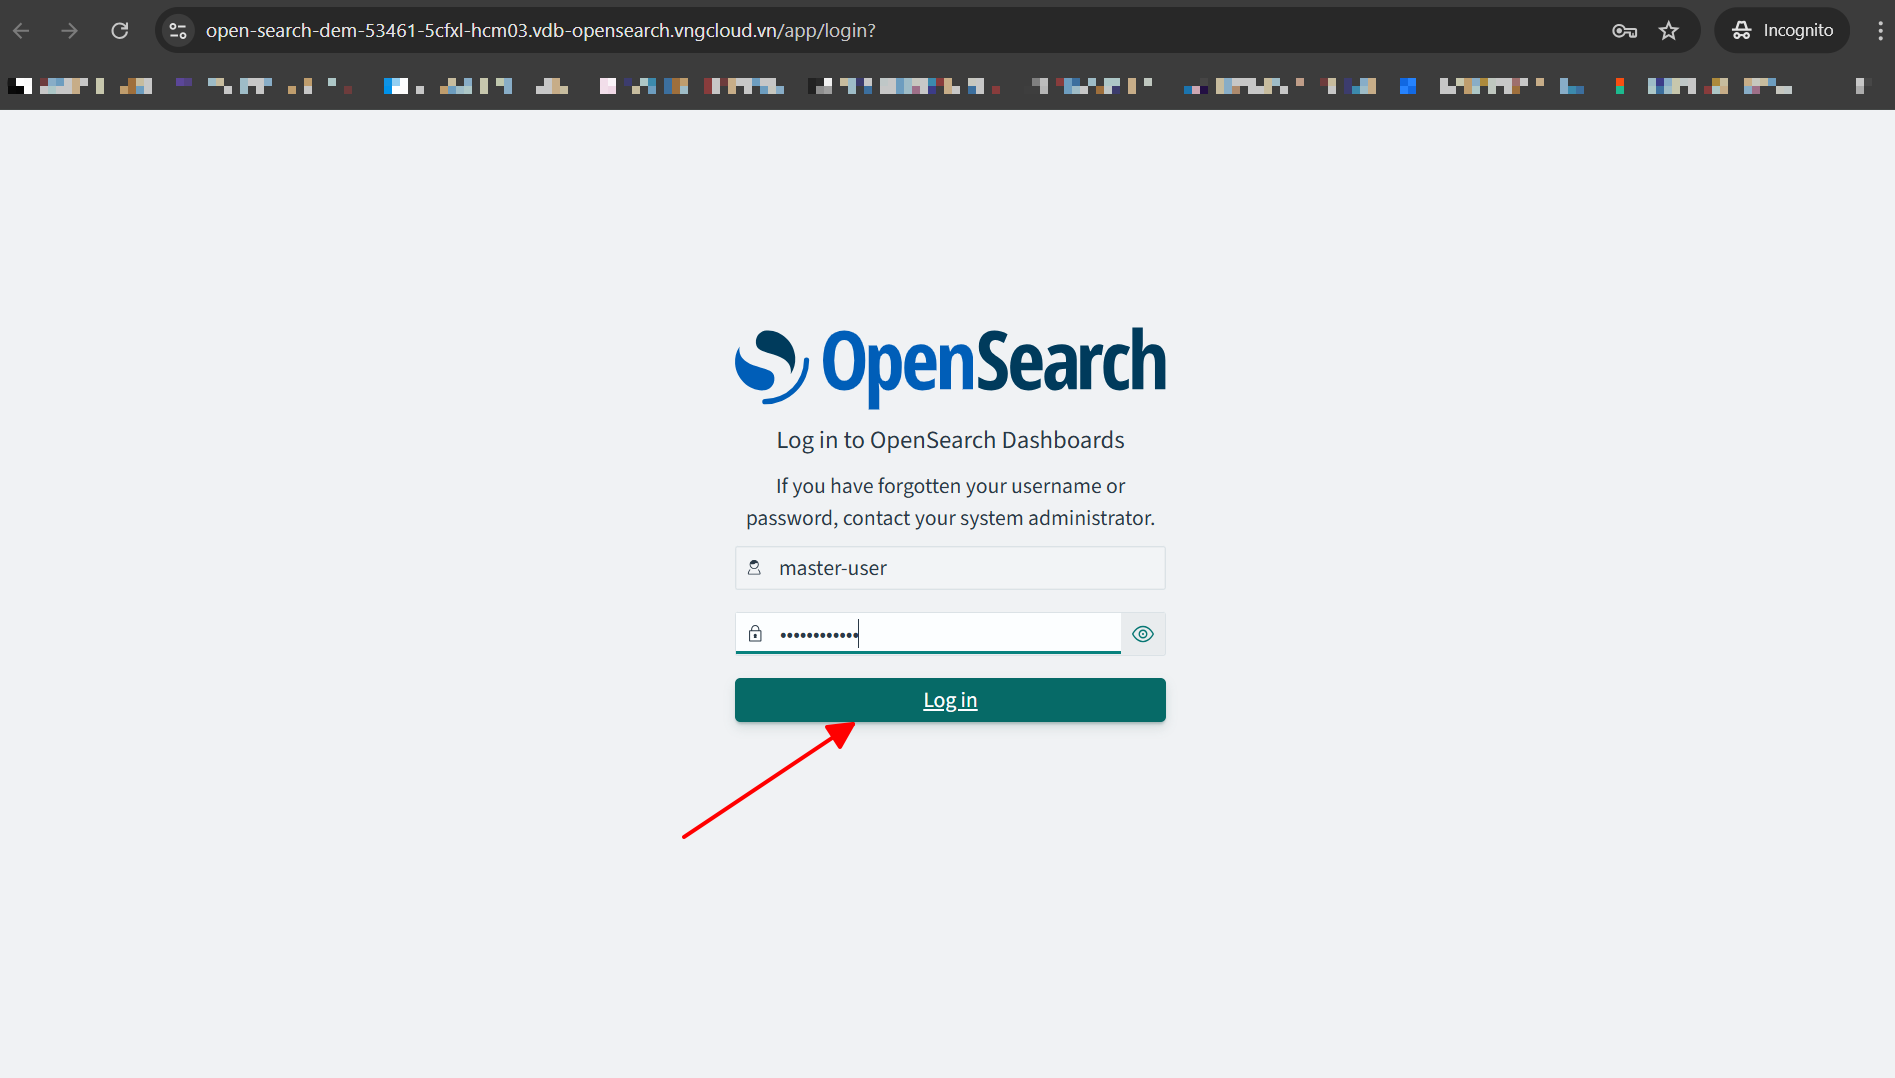 open-search-dem-53461-5cfxl-hcm03.vdb-opensearch.vngcloud.vn/app/login?
Incognito
OpenSearch
Log in to OpenSearch Dashboards
If you have forgotten your username or
password, contact your system administrator.
master-user
••••••••••••
Log in